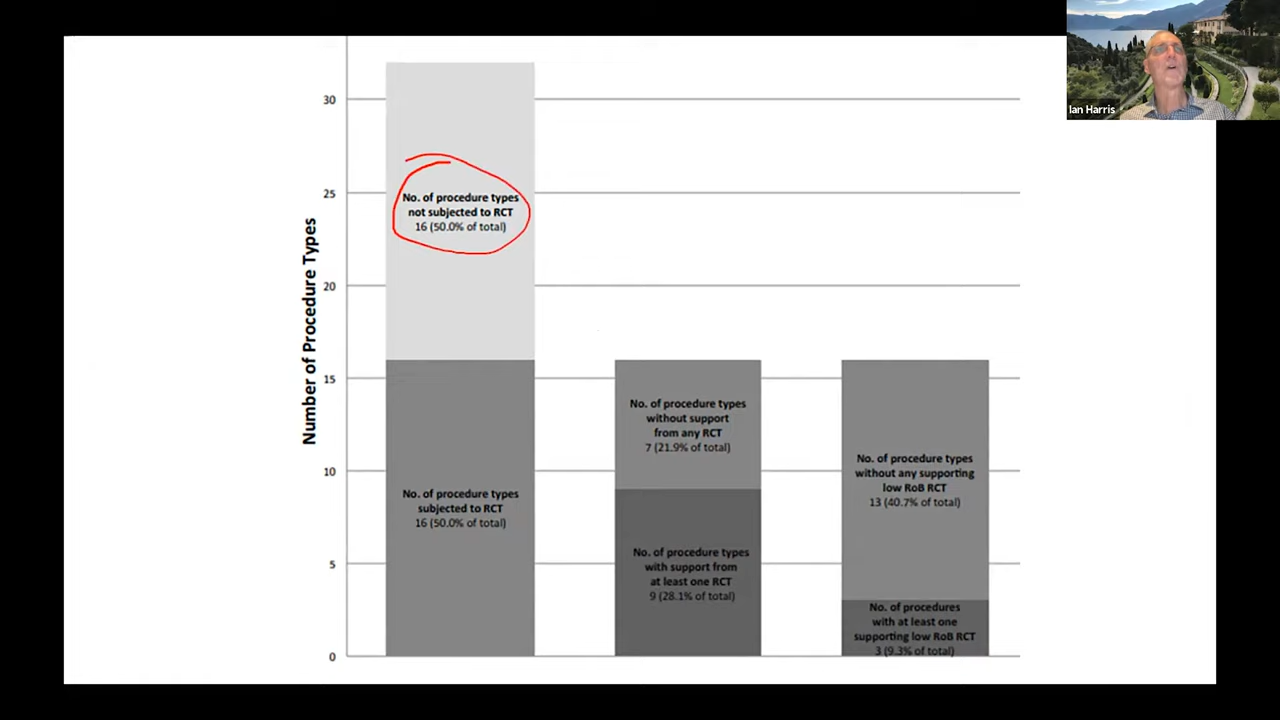 Ian Harris
Number of Procedure Types
30
25
20
15
10
5
0
No. of procedure types
not subjected to RCT
16 (50.0% of total)
No. of procedure types
subjected to RCT
16 (50.0% of total)
No. of procedure types
without support
from any RCT
7 (21.9% of total)
No. of procedure types
with support from
at least one RCT
9 (28.1% of total)
No. of procedure types
without any supporting
low RoB RCT
13 (40.7% of total)
No. of procedures
with at least one
supporting low RoB RCT
3 (9.3% of total)